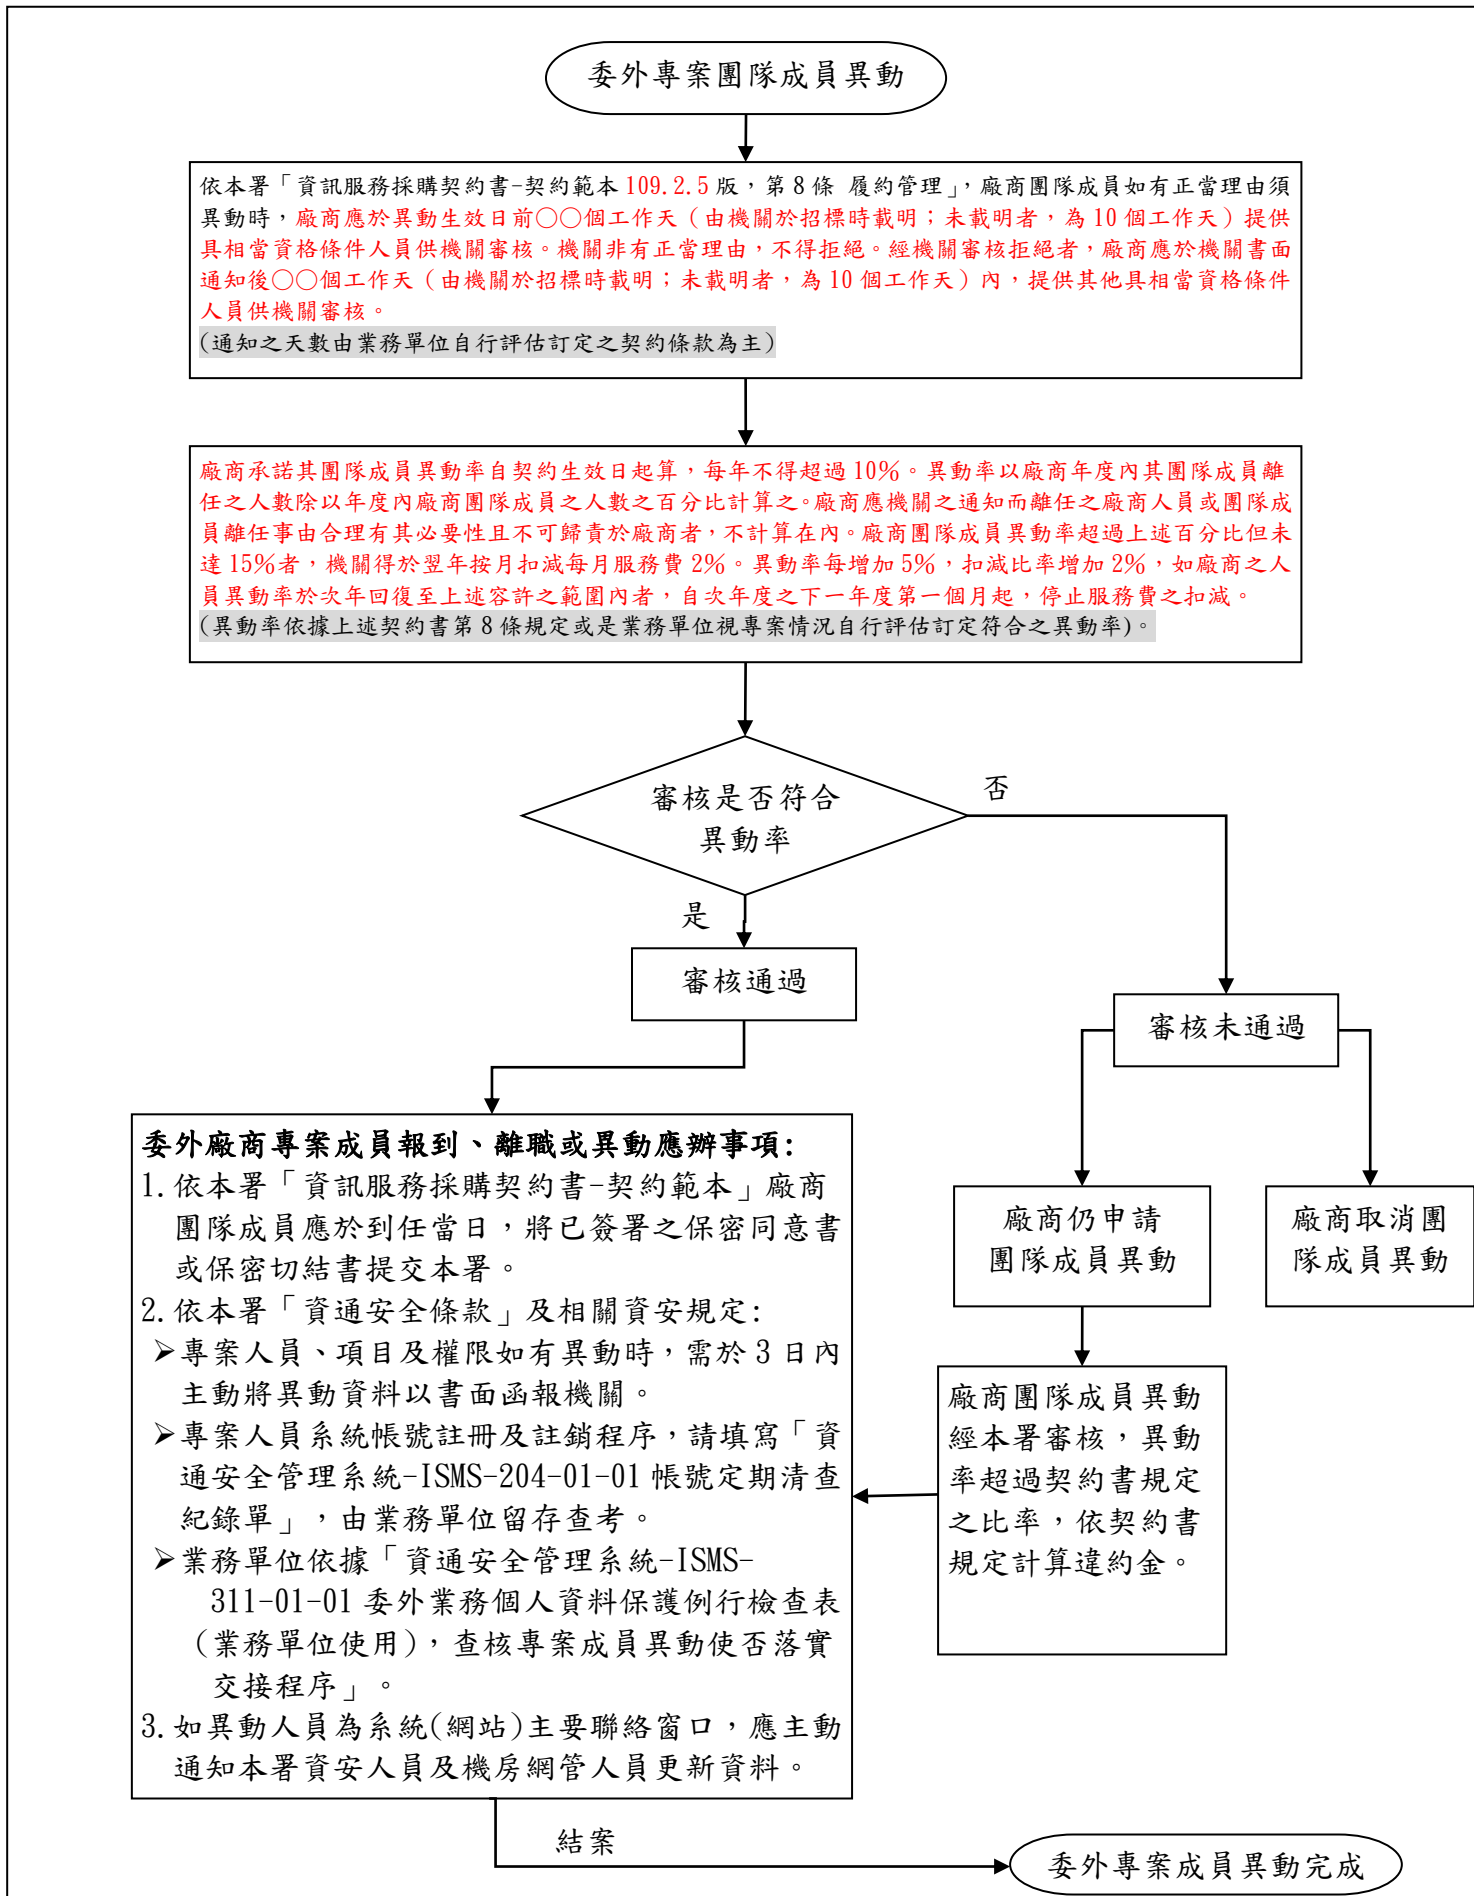 委外專案團隊成員異動
依本署「資訊服務採購契約書-契約範本 109.2.5 版，第 8 條 履約管理」，廠商團隊成員如有正當理由須
異動時，廠商應於異動生效日前○○個工作天（由機關於招標時載明；未載明者，為 10 個工作天）提供
具相當資格條件人員供機關審核。機關非有正當理由，不得拒絕。經機關審核拒絕者，廠商應於機關書面
通知後○○個工作天（由機關於招標時載明；未載明者，為 10 個工作天）內，提供其他具相當資格條件
人員供機關審核。
(通知之天數由業務單位自行評估訂定之契約條款為主)
廠商承諾其團隊成員異動率自契約生效日起算，每年不得超過 10%。異動率以廠商年度內其團隊成員離
任之人數除以年度內廠商團隊成員之人數之百分比計算之。廠商應機關之通知而離任之廠商人員或團隊成
員離任事由合理有其必要性且不可歸責於廠商者，不計算在內。廠商團隊成員異動率超過上述百分比但未
達 15%者，機關得於翌年按月扣減每月服務費 2%。異動率每增加 5%，扣減比率增加 2%，如廠商之人
員異動率於次年回復至上述容許之範圍內者，自次年度之下一年度第一個月起，停止服務費之扣減。
(異動率依據上述契約書第 8 條規定或是業務單位視專案情況自行評估訂定符合之異動率)。
審核是否符合
異動率
否
是
審核通過
審核未通過
廠商仍申請
團隊成員異動
廠商取消團
隊成員異動
廠商團隊成員異動
經本署審核，異動
率超過契約書規定
之比率，依契約書
規定計算違約金。
委外廠商專案成員報到、離職或異動應辦事項:
1.依本署「資訊服務採購契約書-契約範本」廠商
團隊成員應於到任當日，將已簽署之保密同意書
或保密切結書提交本署。
2.依本署「資通安全條款」及相關資安規定:
➢專案人員、項目及權限如有異動時，需於 3 日內
主動將異動資料以書面函報機關。
➢專案人員系統帳號註冊及註銷程序，請填寫「資
通安全管理系統-ISMS-204-01-01 帳號定期清查
紀錄單」，由業務單位留存查考。
➢業務單位依據「資通安全管理系統-ISMS-
311-01-01 委外業務個人資料保護例行檢查表
(業務單位使用)，查核專案成員異動使否落實
交接程序」。
3.如異動人員為系統(網站)主要聯絡窗口，應主動
通知本署資安人員及機房網管人員更新資料。
結案
委外專案成員異動完成